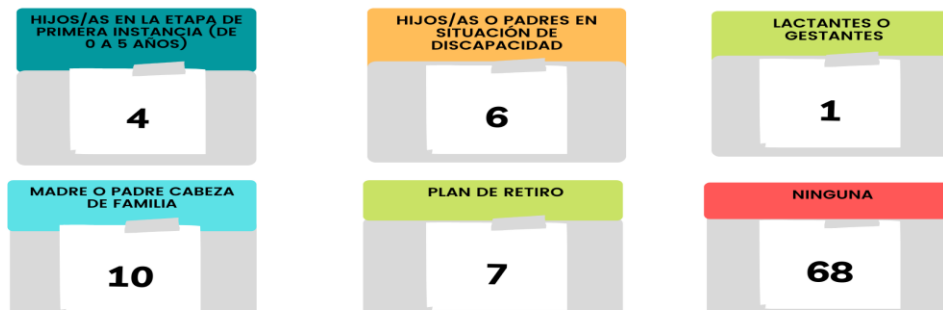 HIJOS/AS EN LA ETAPA DE
PRIMERA INSTANCIA (DE
0 A 5 AÑOS)
4
HIJOS/AS O PADRES EN
SITUACIÓN DE
DISCAPACIDAD
6
LACTANTES O
GESTANTES
1
MADRE O PADRE CABEZA
DE FAMILIA
10
PLAN DE RETIRO
7
NINGUNA
68